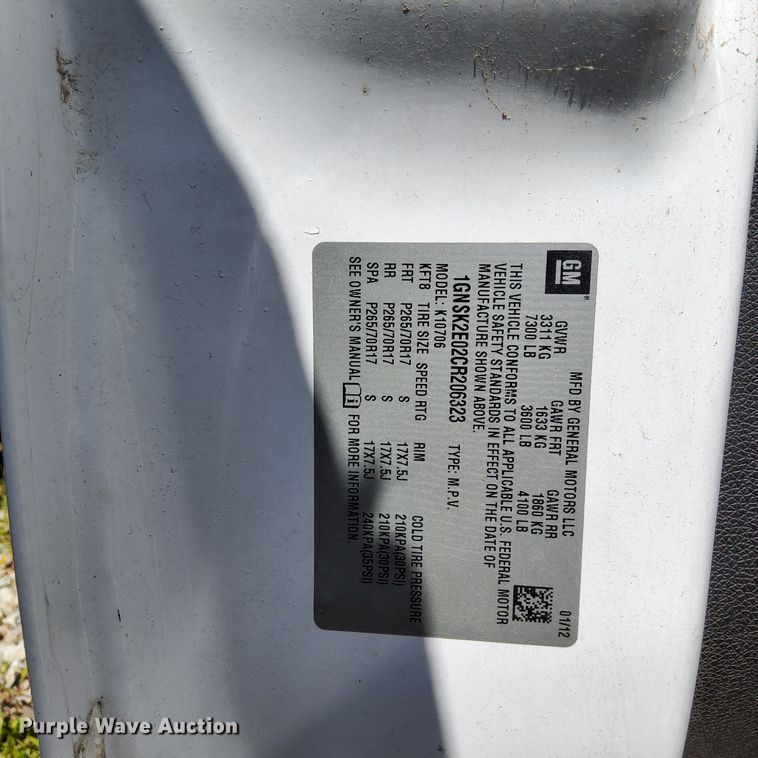 GM
MFD BY GENERAL MOTORS LLC 01/12
GVWR GAWR FRT GAWR RR
3311 KG 1633 KG 1860 KG
7300 LB 3600 LB 4100 LB
THIS VEHICLE CONFORMS TO ALL APPLICABLE U.S. FEDERAL MOTOR
VEHICLE SAFETY STANDARDS IN EFFECT ON THE DATE OF
MANUFACTURE SHOWN ABOVE.
1GNSK2E02CR206323 TYPE: M.P.V.
MODEL: K10706
KFT8 TIRE SIZE SPEED RTG RIM COLD TIRE PRESSURE
FRT P265/70R17 S 17X7.5J 210KPA(30PSI)
RR P265/70R17 S 17X7.5J 210KPA(30PSI)
SPA P265/70R17 S 17X7.5J 240KPA(35PSI)
SEE OWNER'S MANUAL FOR MORE INFORMATION.
Purple Wave Auction